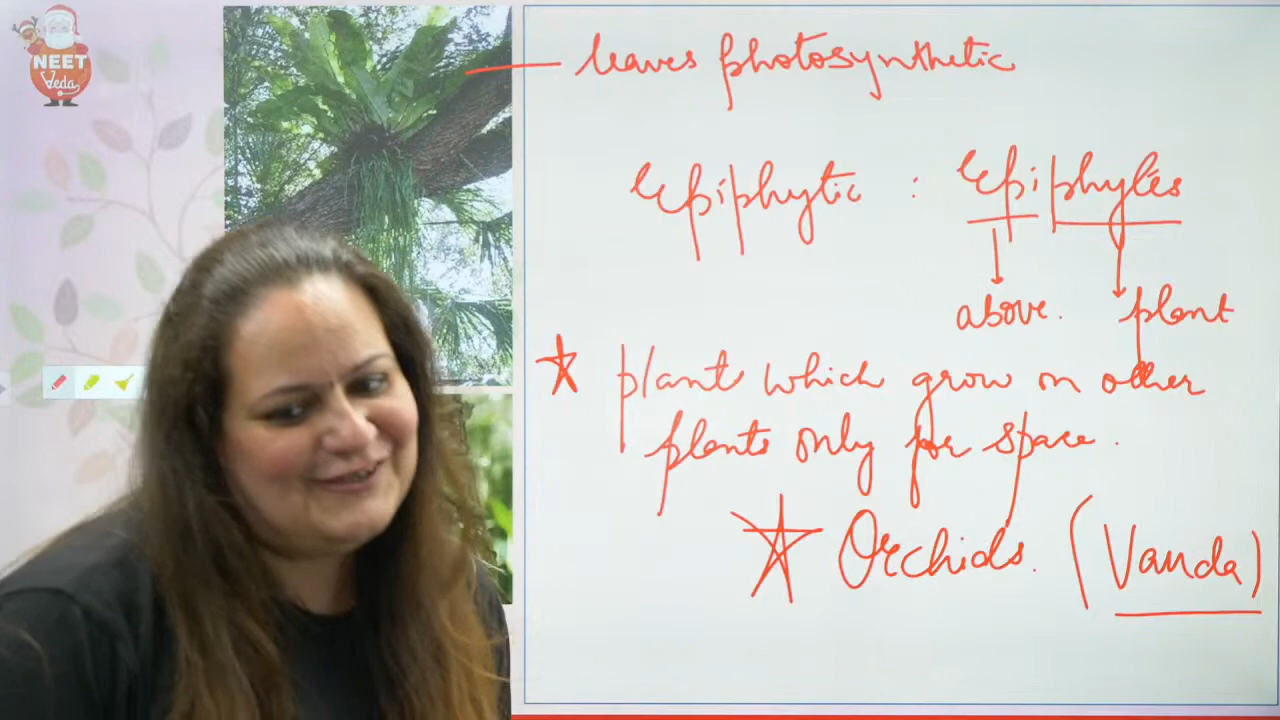 NEET
Veda
leaves photosynthetic
Epiphytic : Epiphytes
above. plant
plant which grow on other
plants only for space.
Orchids. (Vanda)